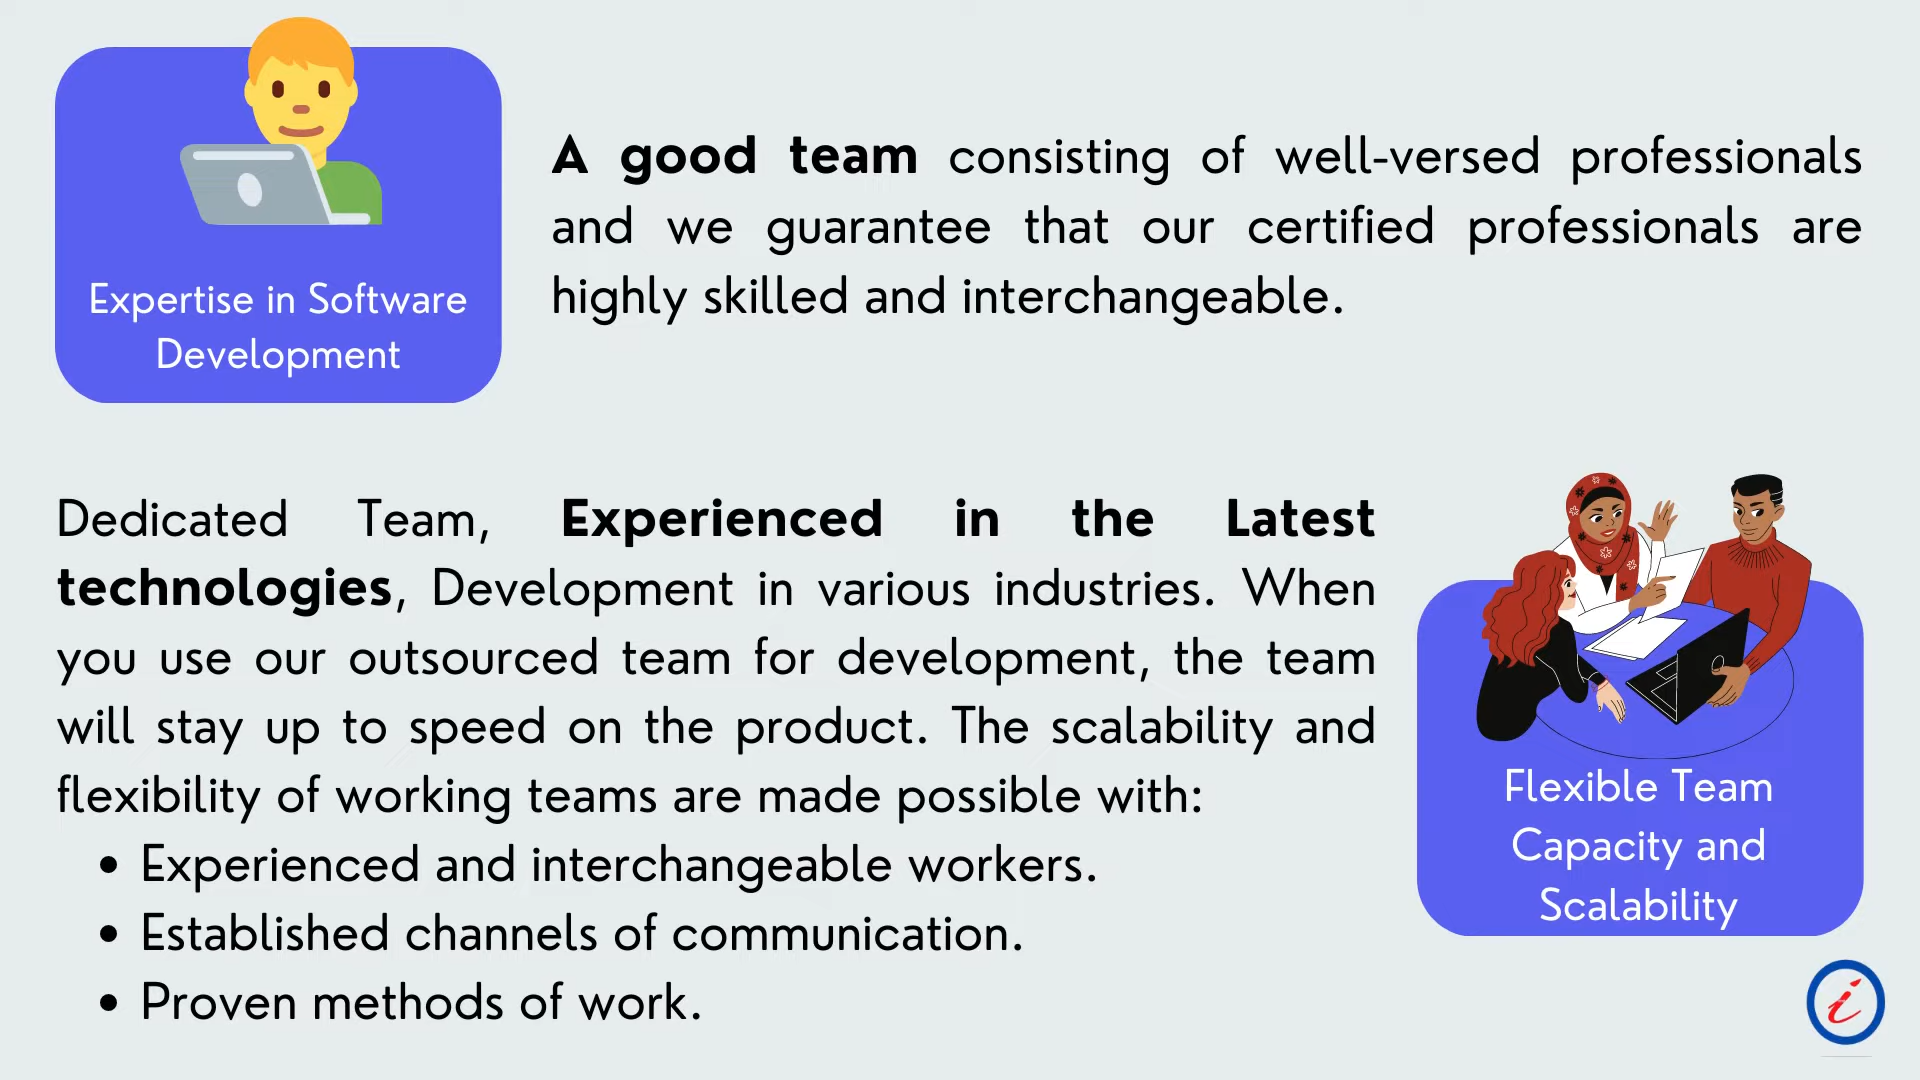 Expertise in Software
Development
A good team consisting of well-versed professionals
and we guarantee that our certified professionals are
highly skilled and interchangeable.
Dedicated Team, Experienced in the Latest
technologies, Development in various industries. When
you use our outsourced team for development, the team
will stay up to speed on the product. The scalability and
flexibility of working teams are made possible with:
• Experienced and interchangeable workers.
• Established channels of communication.
• Proven methods of work.
Flexible Team
Capacity and
Scalability
i